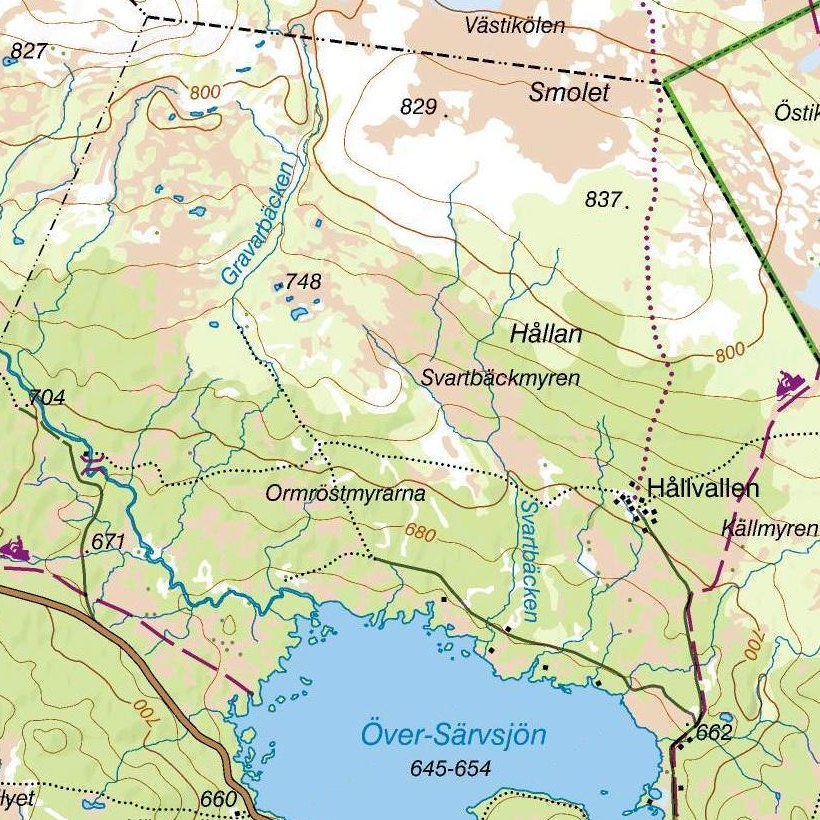 Västikölen
827
800
829
Smolet
Östik
837
Gravarbäcken
748
Hållan
800
Svartbäckmyren
704
Hållvallen
Ormröstmyrarna
Svartbäcken
680
Källmyren
671
700
700
Över-Särvsjön
662
645-654
lyet
660